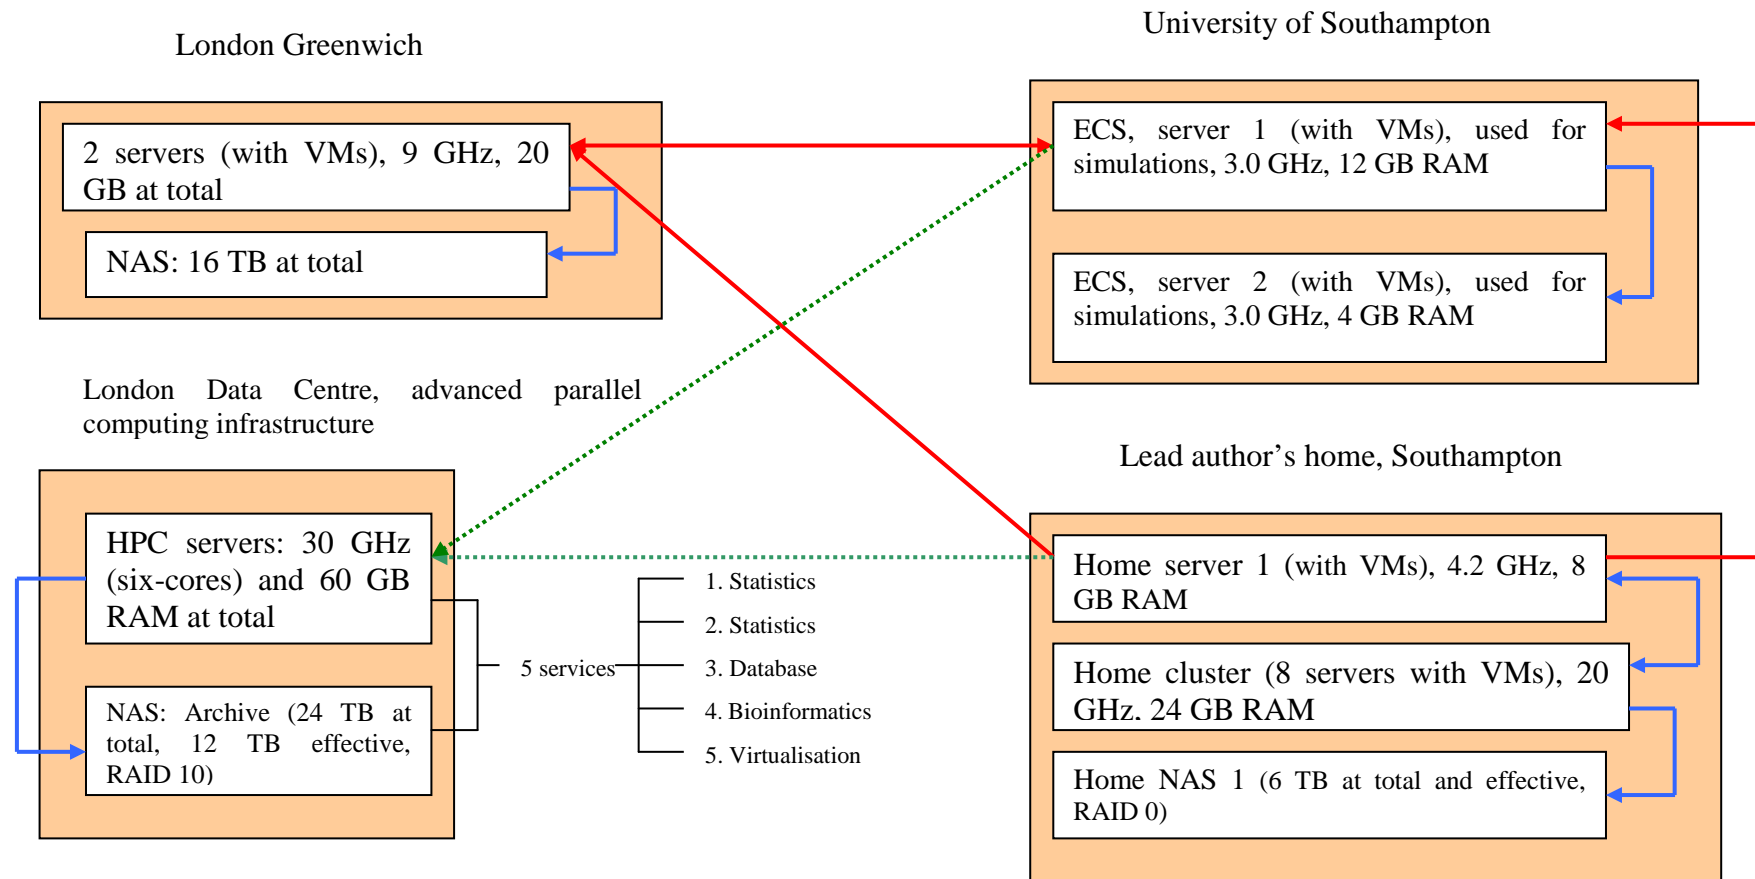 London Greenwich
2 servers (with VMs), 9 GHz, 20
GB at total
NAS: 16 TB at total
University of Southampton
ECS, server 1 (with VMs), used for
simulations, 3.0 GHz, 12 GB RAM
ECS, server 2 (with VMs), used for
simulations, 3.0 GHz, 4 GB RAM
London Data Centre, advanced parallel
computing infrastructure
HPC servers: 30 GHz
(six-cores) and 60 GB
RAM at total
NAS: Archive (24 TB at
total, 12 TB effective,
RAID 10)
5 services
1. Statistics
2. Statistics
3. Database
4. Bioinformatics
5. Virtualisation
Lead author’s home, Southampton
Home server 1 (with VMs), 4.2 GHz, 8
GB RAM
Home cluster (8 servers with VMs), 20
GHz, 24 GB RAM
Home NAS 1 (6 TB at total and effective,
RAID 0)